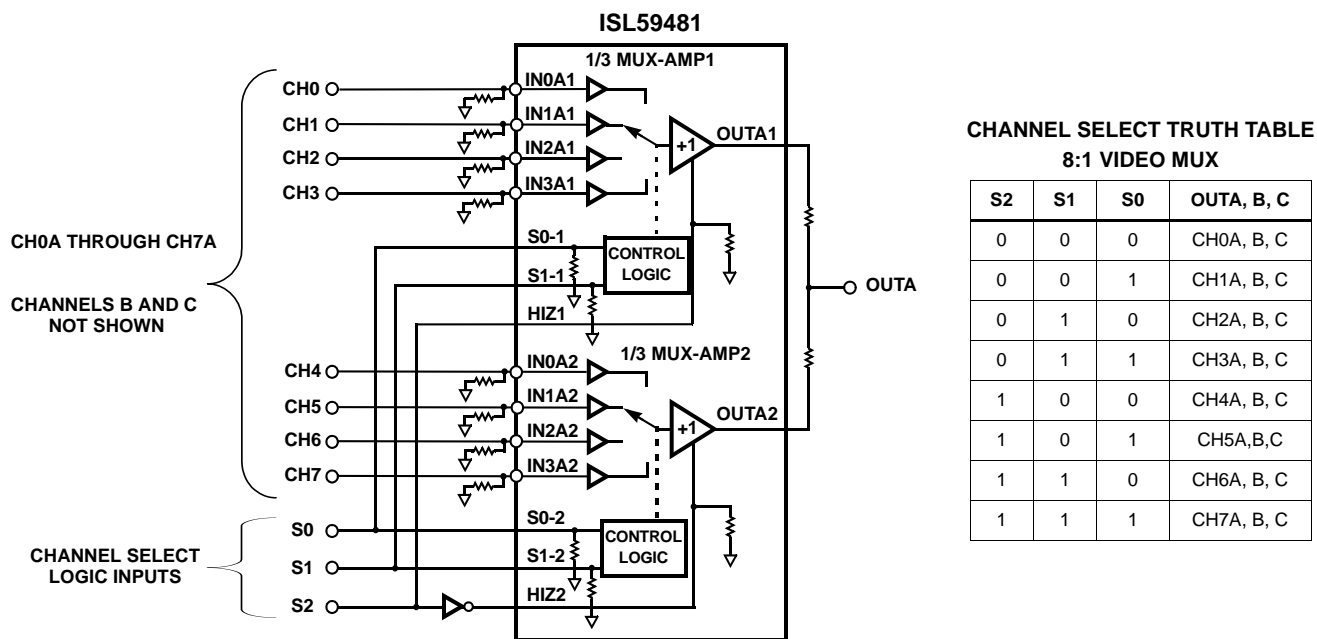 ISL59481
1/3 MUX-AMP1
CH0
IN0A1
CH1
IN1A1
CH2
IN2A1
CH3
IN3A1
+1
OUTA1
CH0A THROUGH CH7A
CHANNELS B AND C
NOT SHOWN
S0-1
CONTROL
LOGIC
S1-1
HIZ1
OUTA
1/3 MUX-AMP2
CH4
IN0A2
CH5
IN1A2
CH6
IN2A2
CH7
IN3A2
+1
OUTA2
CHANNEL SELECT
LOGIC INPUTS
S0
S0-2
CONTROL
LOGIC
S1
S1-2
S2
HIZ2
CHANNEL SELECT TRUTH TABLE
8:1 VIDEO MUX
S2 S1 S0 OUTA, B, C
0 0 0 CH0A, B, C
0 0 1 CH1A, B, C
0 1 0 CH2A, B, C
0 1 1 CH3A, B, C
1 0 0 CH4A, B, C
1 0 1 CH5A,B,C
1 1 0 CH6A, B, C
1 1 1 CH7A, B, C